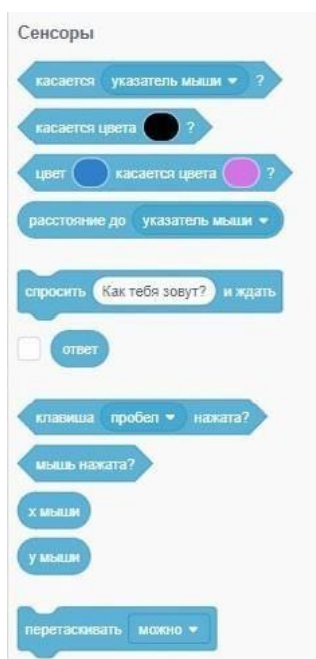 Сенсоры
касается указатель мыши ?
касается цвета ?
цвет касается цвета ?
расстояние до указатель мыши
спросить Как тебя зовут? и ждать
ответ
клавиша пробел нажата?
мышь нажата?
x мыши
y мыши
перетаскивать можно